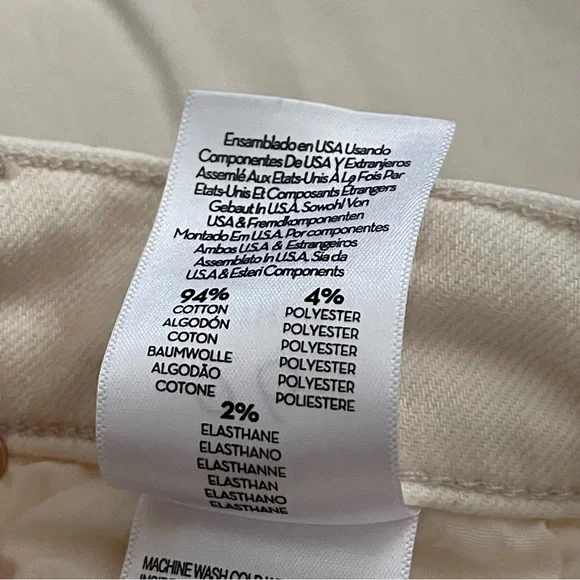 Ensamblado en USA Usando
Componentes De USA Y Extranjeros
Assemlé Aux Etats-Unis À La Fois Par
Etats-Unis Et Composants Étrangers
Gebaut In U.S.A. Sowohl Von
USA & Fremdkomponenten
Montado Em U.S.A. Por componentes
Ambos U.S.A & Estrangeiros
Assemblato In U.S.A. Sia da
U.S.A & Esteri Components
94%
COTTON
ALGODÓN
COTON
BAUMWOLLE
ALGODÃO
COTONE
4%
POLYESTER
POLYESTER
POLYESTER
POLYESTER
POLYESTER
POLIESTERE
2%
ELASTHANE
ELASTHANO
ELASTHANNE
ELASTHAN
ELASTHANO
ELASTHANE
MACHINE WASH COLD